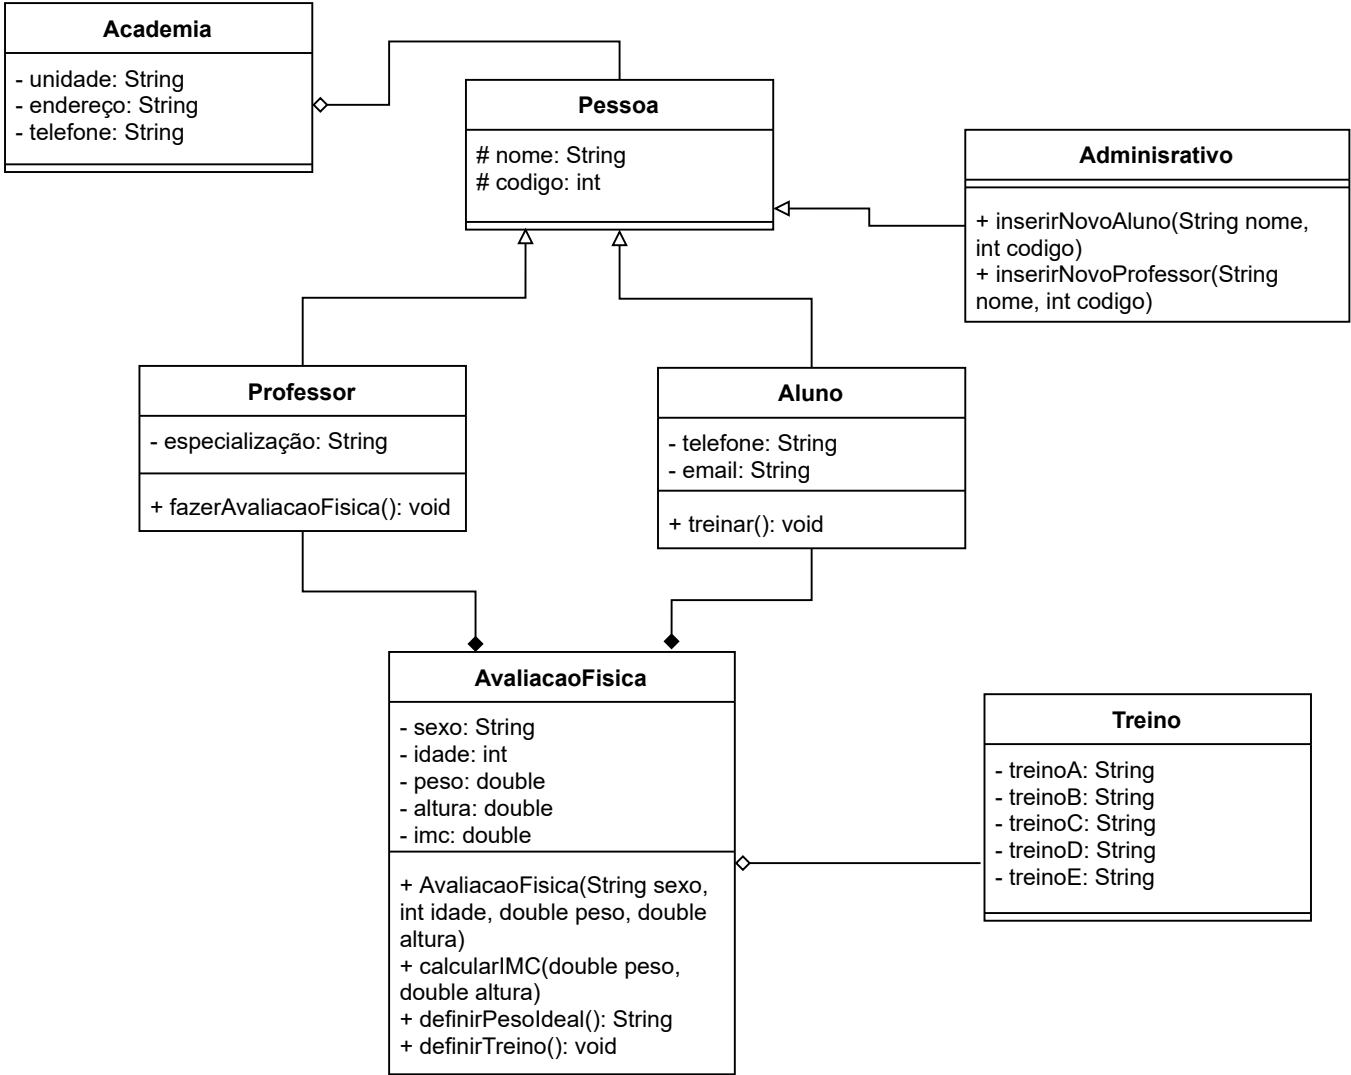 Academia
- unidade: String
- endereço: String
- telefone: String
Pessoa
# nome: String
# codigo: int
Adminisrativo
+ inserirNovoAluno(String nome,
int codigo)
+ inserirNovoProfessor(String
nome, int codigo)
Professor
- especialização: String
+ fazerAvaliacaoFisica(): void
Aluno
- telefone: String
- email: String
+ treinar(): void
AvaliacaoFisica
- sexo: String
- idade: int
- peso: double
- altura: double
- imc: double
+ AvaliacaoFisica(String sexo,
int idade, double peso, double
altura)
+ calcularIMC(double peso,
double altura)
+ definirPesoIdeal(): String
+ definirTreino(): void
Treino
- treinoA: String
- treinoB: String
- treinoC: String
- treinoD: String
- treinoE: String